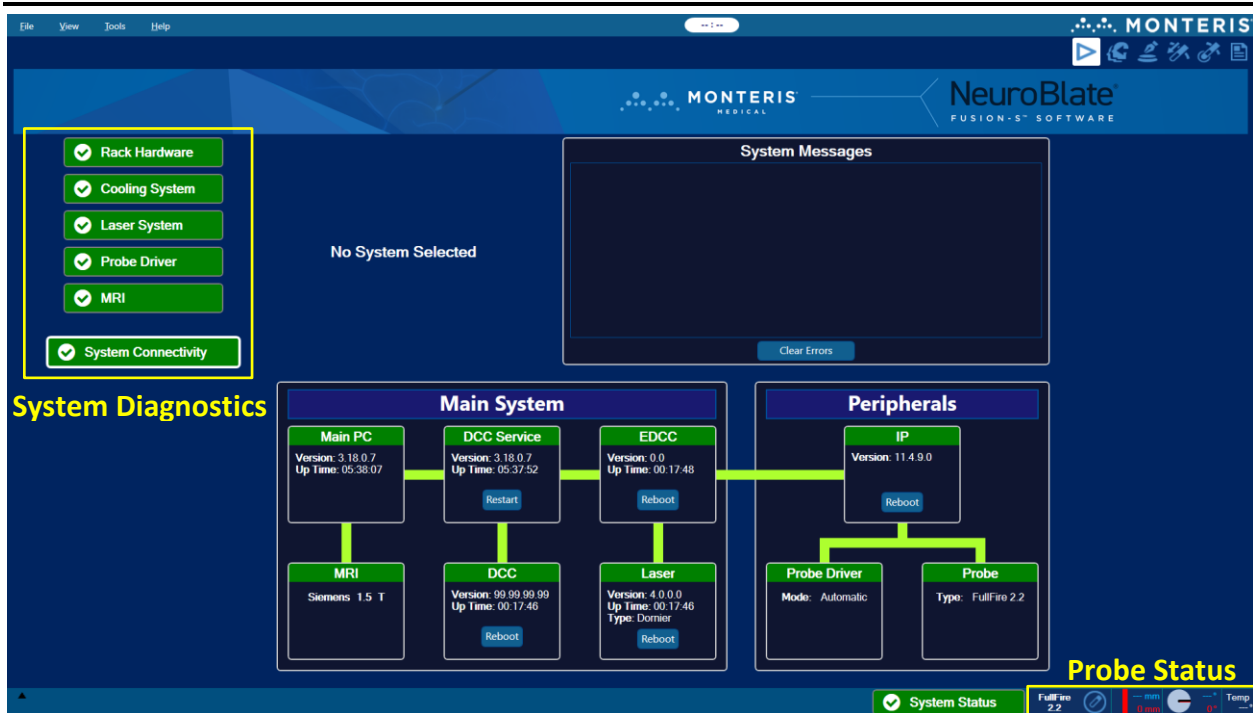 File View Tools Help
-- : --
MONTERIS
MONTERIS
MEDICAL
NeuroBlate®
FUSION-S™ SOFTWARE
Rack Hardware
Cooling System
Laser System
Probe Driver
MRI
System Connectivity
System Diagnostics
No System Selected
System Messages
Clear Errors
Main System
Main PC
Version: 3.18.0.7
Up Time: 05:38:07
DCC Service
Version: 3.18.0.7
Up Time: 05:37:52
Restart
EDCC
Version: 0.0
Up Time: 00:17:48
Reboot
MRI
Siemens 1.5 T
DCC
Version: 99.99.99.99
Up Time: 00:17:46
Reboot
Laser
Version: 4.0.0.0
Up Time: 00:17:46
Type: Dornier
Reboot
Peripherals
IP
Version: 11.4.9.0
Reboot
Probe Driver
Mode: Automatic
Probe
Type: FullFire 2.2
Probe Status
System Status
FullFire
2.2
— mm
0 mm
—°
0°
Temp
—°